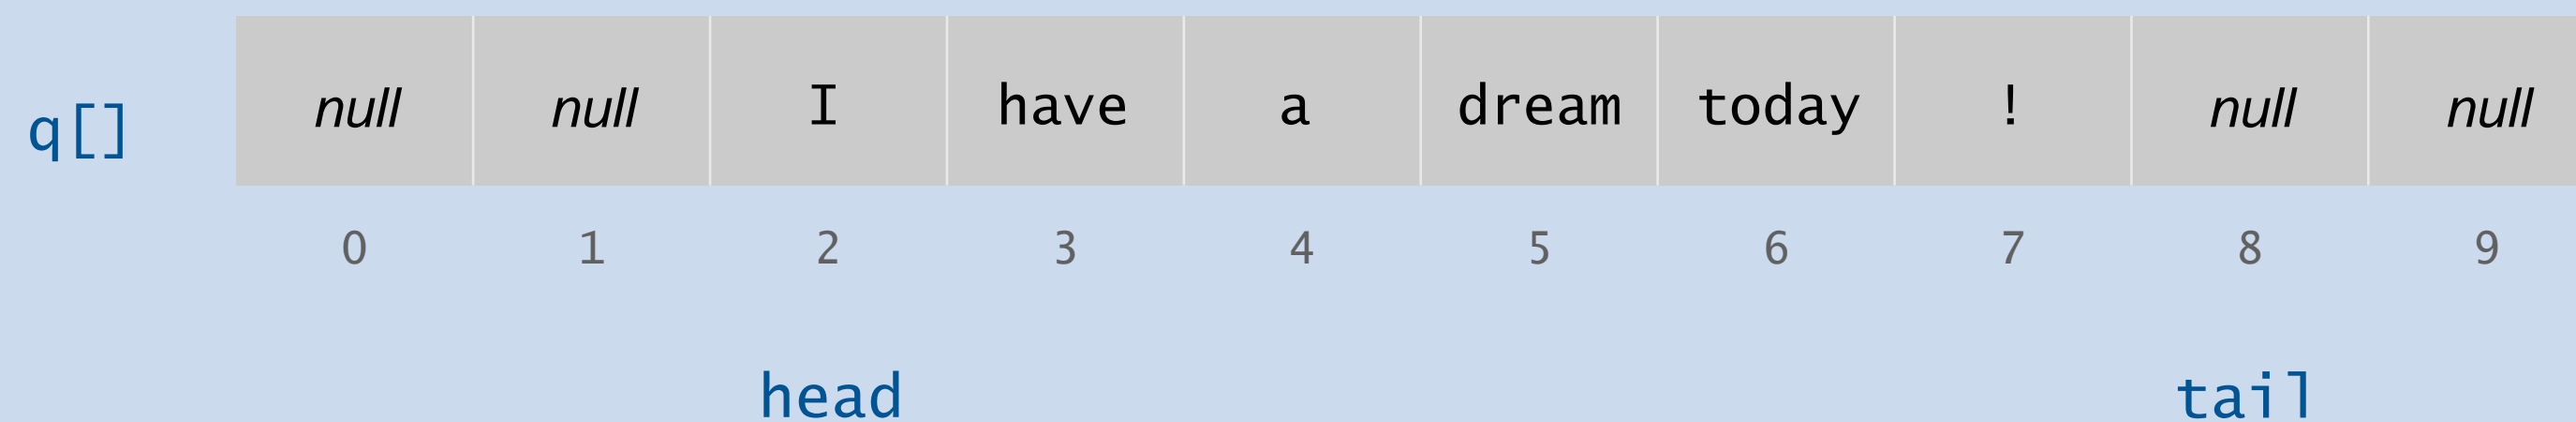 q[] null null I have a dream today ! null null
0 1 2 3 4 5 6 7 8 9
head tail